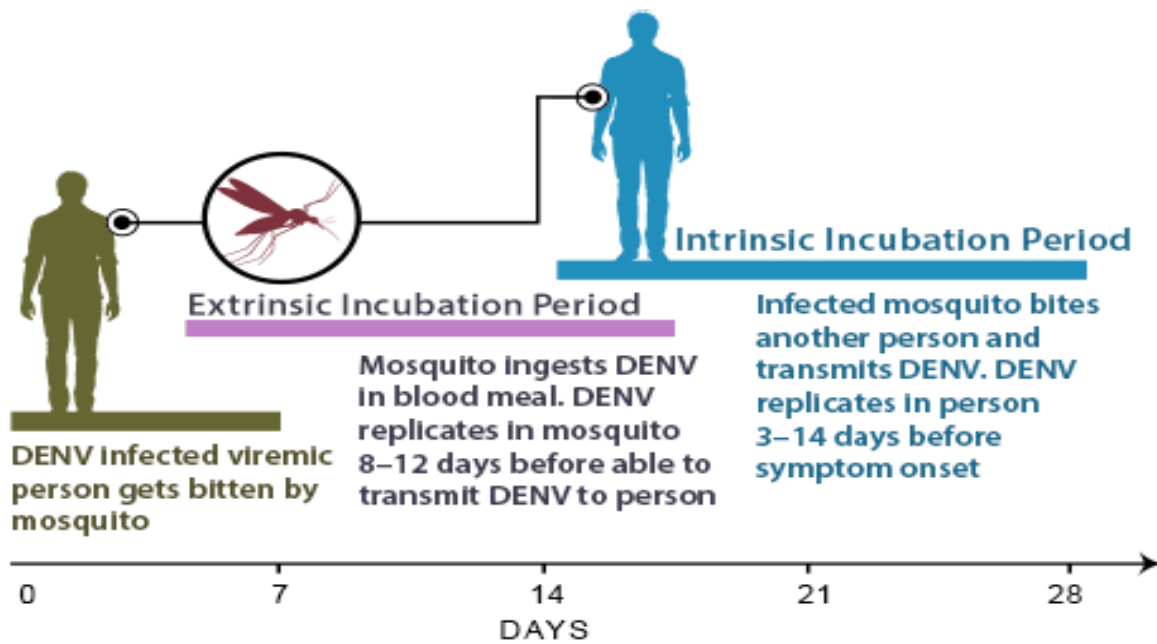 Intrinsic Incubation Period
Extrinsic Incubation Period
Infected mosquito bites
another person and
transmits DENV. DENV
replicates in person
3–14 days before
symptom onset
Mosquito ingests DENV
in blood meal. DENV
replicates in mosquito
8–12 days before able to
transmit DENV to person
DENV infected viremic
person gets bitten by
mosquito
0 7 14 21 28
DAYS